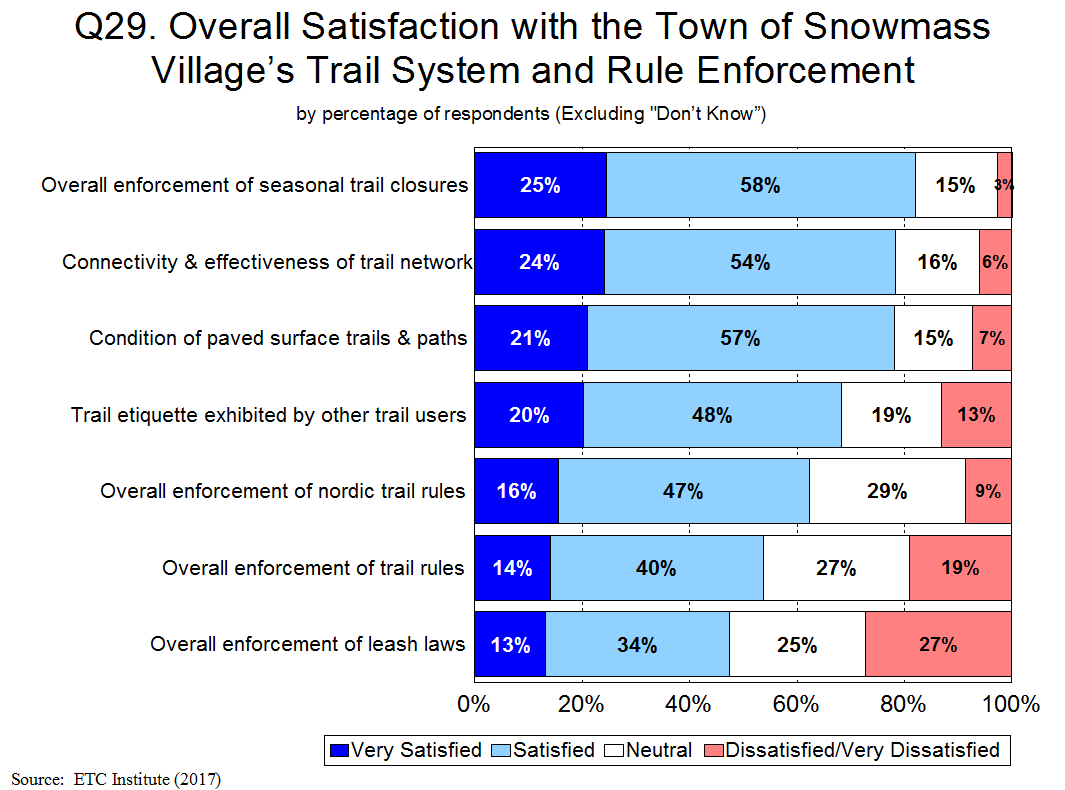 Q29. Overall Satisfaction with the Town of Snowmass
Village’s Trail System and Rule Enforcement
by percentage of respondents (Excluding "Don’t Know”)
Overall enforcement of seasonal trail closures 25% 58% 15% 3%
Connectivity & effectiveness of trail network 24% 54% 16% 6%
Condition of paved surface trails & paths 21% 57% 15% 7%
Trail etiquette exhibited by other trail users 20% 48% 19% 13%
Overall enforcement of nordic trail rules 16% 47% 29% 9%
Overall enforcement of trail rules 14% 40% 27% 19%
Overall enforcement of leash laws 13% 34% 25% 27%
0% 20% 40% 60% 80% 100%
Very Satisfied Satisfied Neutral Dissatisfied/Very Dissatisfied
Source: ETC Institute (2017)